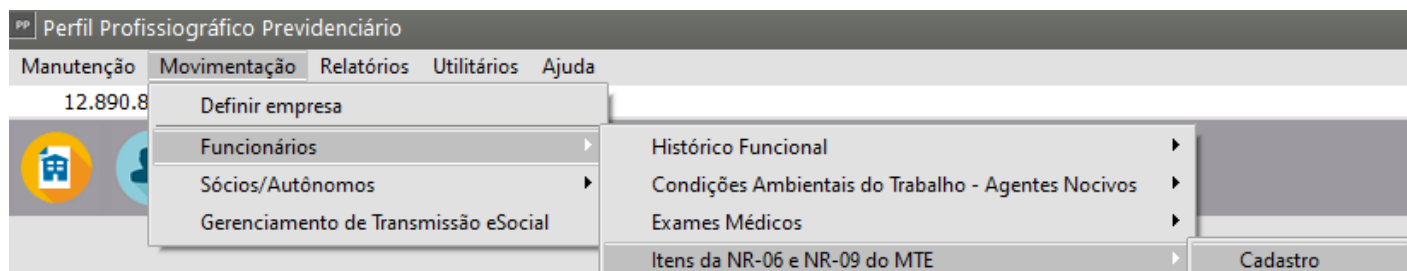 PP Perfil Profissiográfico Previdenciário
Manutenção Movimentação Relatórios Utilitários Ajuda
12.890.8
Definir empresa
Funcionários
Histórico Funcional
Sócios/Autônomos
Condições Ambientais do Trabalho - Agentes Nocivos
Gerenciamento de Transmissão eSocial
Exames Médicos
Itens da NR-06 e NR-09 do MTE
Cadastro